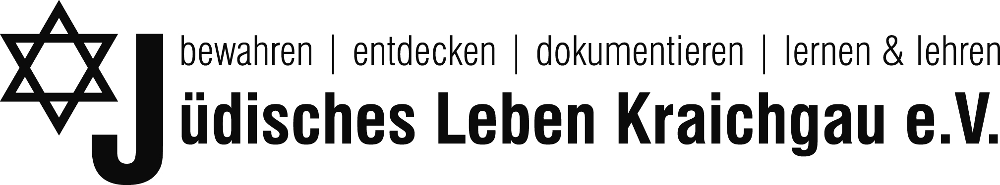 bewahren | entdecken | dokumentieren | lernen & lehren
Jüdisches Leben Kraichgau e.V.